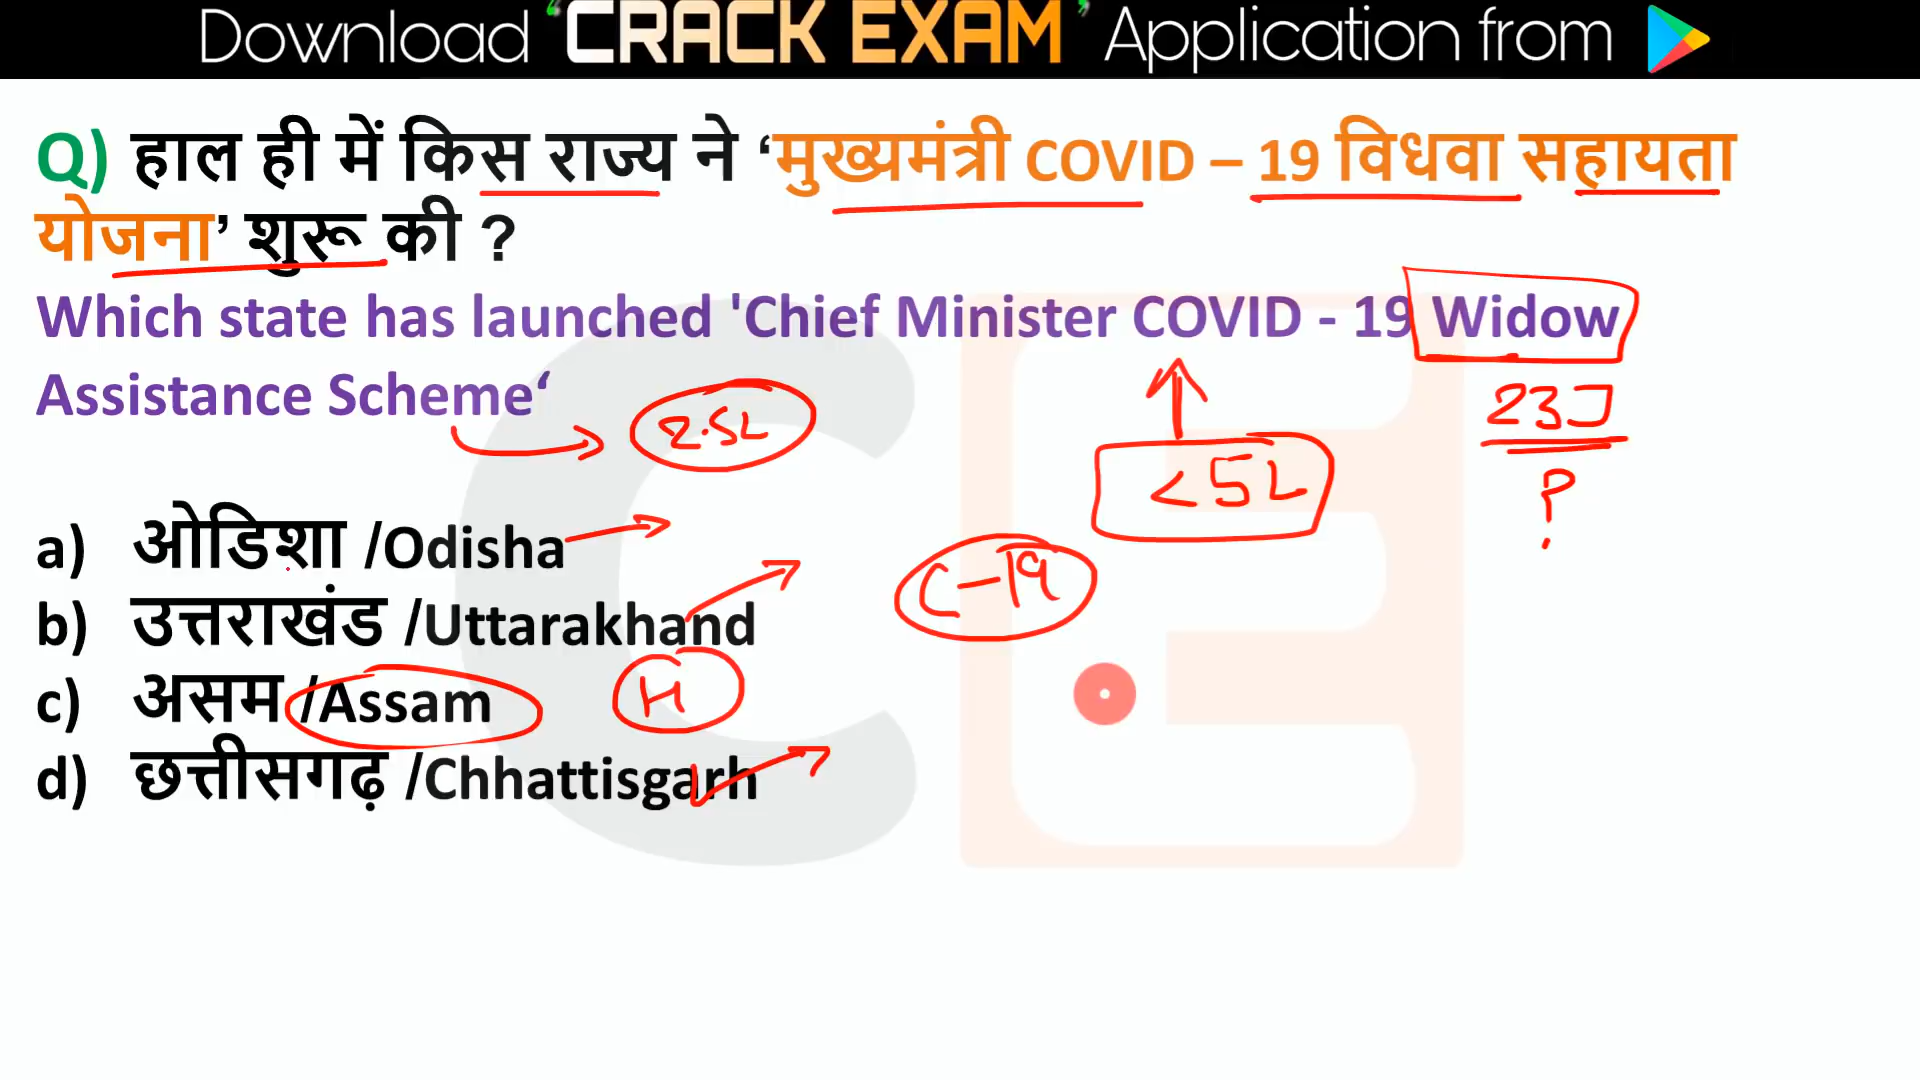 Download ‘CRACK EXAM’ Application from
Q) हाल ही में किस राज्य ने ‘मुख्यमंत्री COVID – 19 विधवा सहायता
योजना’ शुरू की ?
Which state has launched 'Chief Minister COVID - 19 Widow
Assistance Scheme‘
2.5L
23J
?
<5L
a) ओडिशा /Odisha
C-19
b) उत्तराखंड /Uttarakhand
c) असम /Assam
H
d) छत्तीसगढ़ /Chhattisgarh